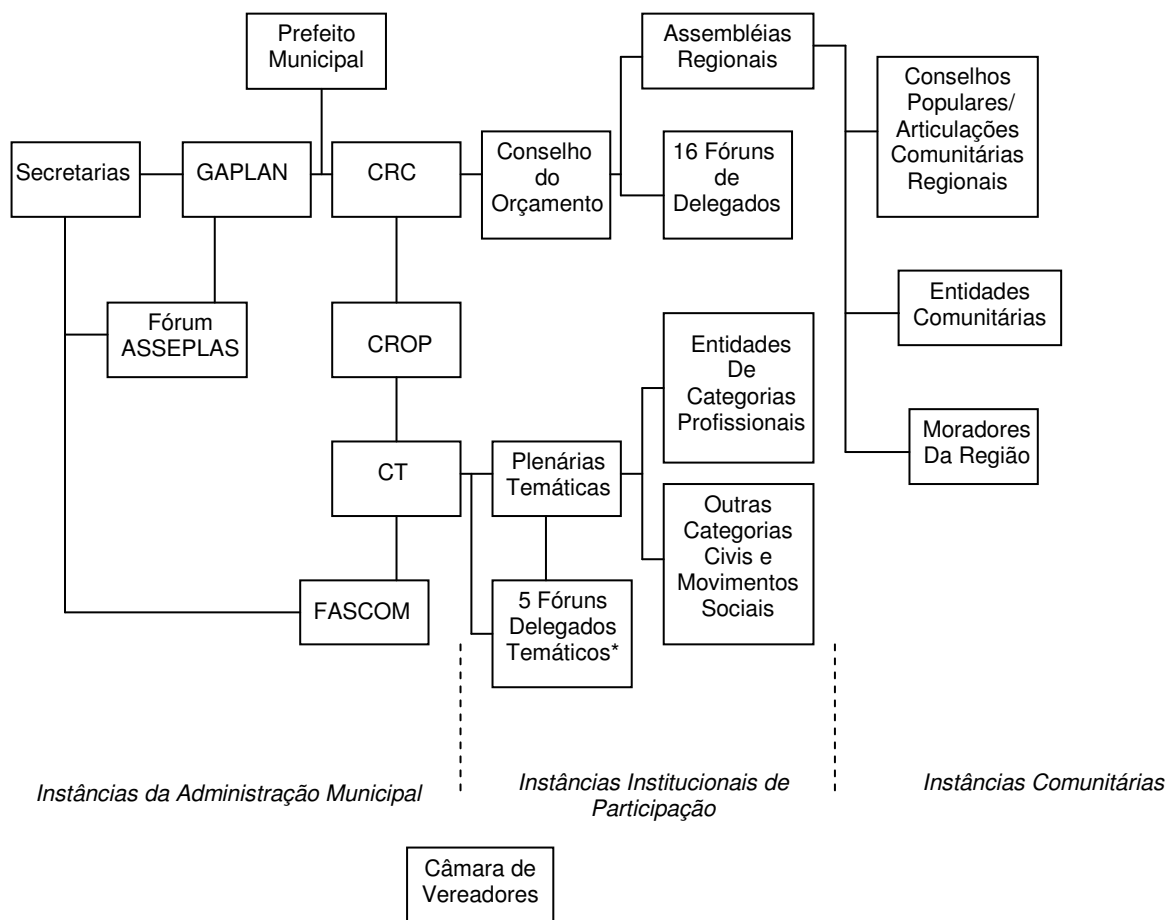 Prefeito
Municipal
Assembléias
Regionais
Conselhos
Populares/
Articulações
Comunitárias
Regionais
Secretarias
GAPLAN
CRC
Conselho
do
Orçamento
16 Fóruns
de
Delegados
Fórum
ASSEPLAS
CROP
Entidades
De
Categorias
Profissionais
Entidades
Comunitárias
CT
Plenárias
Temáticas
Moradores
Da Região
Outras
Categorias
Civis e
Movimentos
Sociais
FASCOM
5 Fóruns
Delegados
Temáticos*
Instâncias da Administração Municipal
Instâncias Institucionais de
Participação
Instâncias Comunitárias
Câmara de
Vereadores